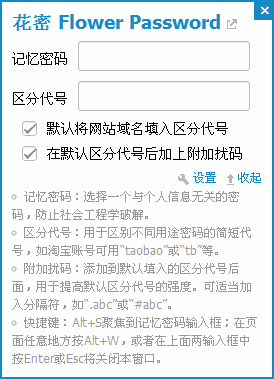 花密 Flower Password
记忆密码
区分代号
默认将网站域名填入区分代号
在默认区分代号后加上附加扰码
设置 收起
记忆密码：选择一个与个人信息无关的密
码，防止社会工程学破解。
区分代号：用于区别不同用途密码的简短代
号，如淘宝账号可用“taobao”或“tb”等。
附加扰码：添加到默认填入的区分代号后
面，用于提高默认区分代号的强度。可适当加
入分隔符，如“.abc”或“#abc”。
快捷键：Alt+S聚焦到记忆密码输入框；在页
面任意地方按Alt+W，或者在上面两输入框中
按Enter或Esc将关闭本窗口。